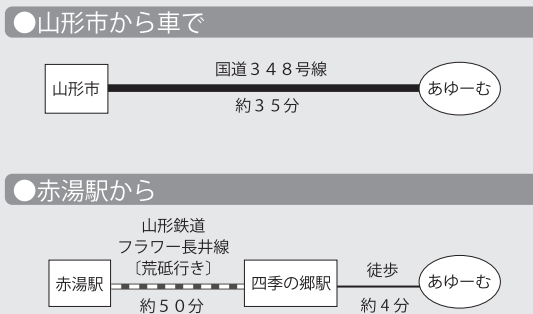 ●山形市から車で
国道348号線
山形市
あゆーむ
約35分
●赤湯駅から
山形鉄道
フラワー長井線
〔荒砥行き〕
徒歩
赤湯駅
四季の郷駅
あゆーむ
約50分
約4分